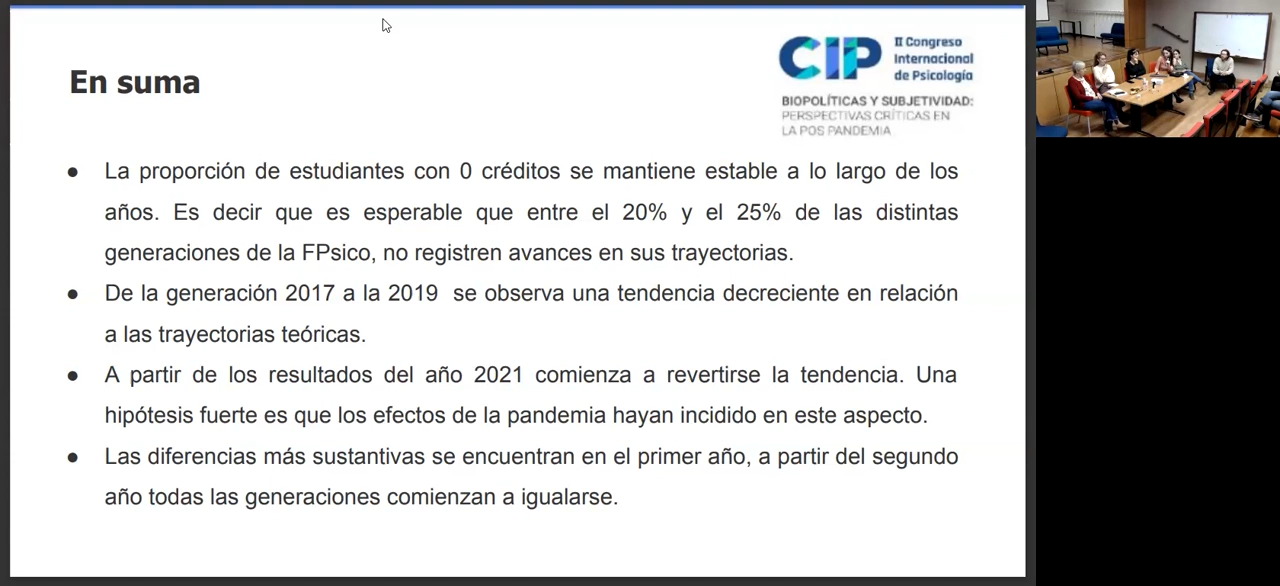 En suma
CIP
II Congreso
Internacional
de Psicología
BIOPOLÍTICAS Y SUBJETIVIDAD:
PERSPECTIVAS CRÍTICAS EN
LA POS PANDEMIA
● La proporción de estudiantes con 0 créditos se mantiene estable a lo largo de los
años. Es decir que es esperable que entre el 20% y el 25% de las distintas
generaciones de la FPsico, no registren avances en sus trayectorias.
● De la generación 2017 a la 2019 se observa una tendencia decreciente en relación
a las trayectorias teóricas.
● A partir de los resultados del año 2021 comienza a revertirse la tendencia. Una
hipótesis fuerte es que los efectos de la pandemia hayan incidido en este aspecto.
● Las diferencias más sustantivas se encuentran en el primer año, a partir del segundo
año todas las generaciones comienzan a igualarse.